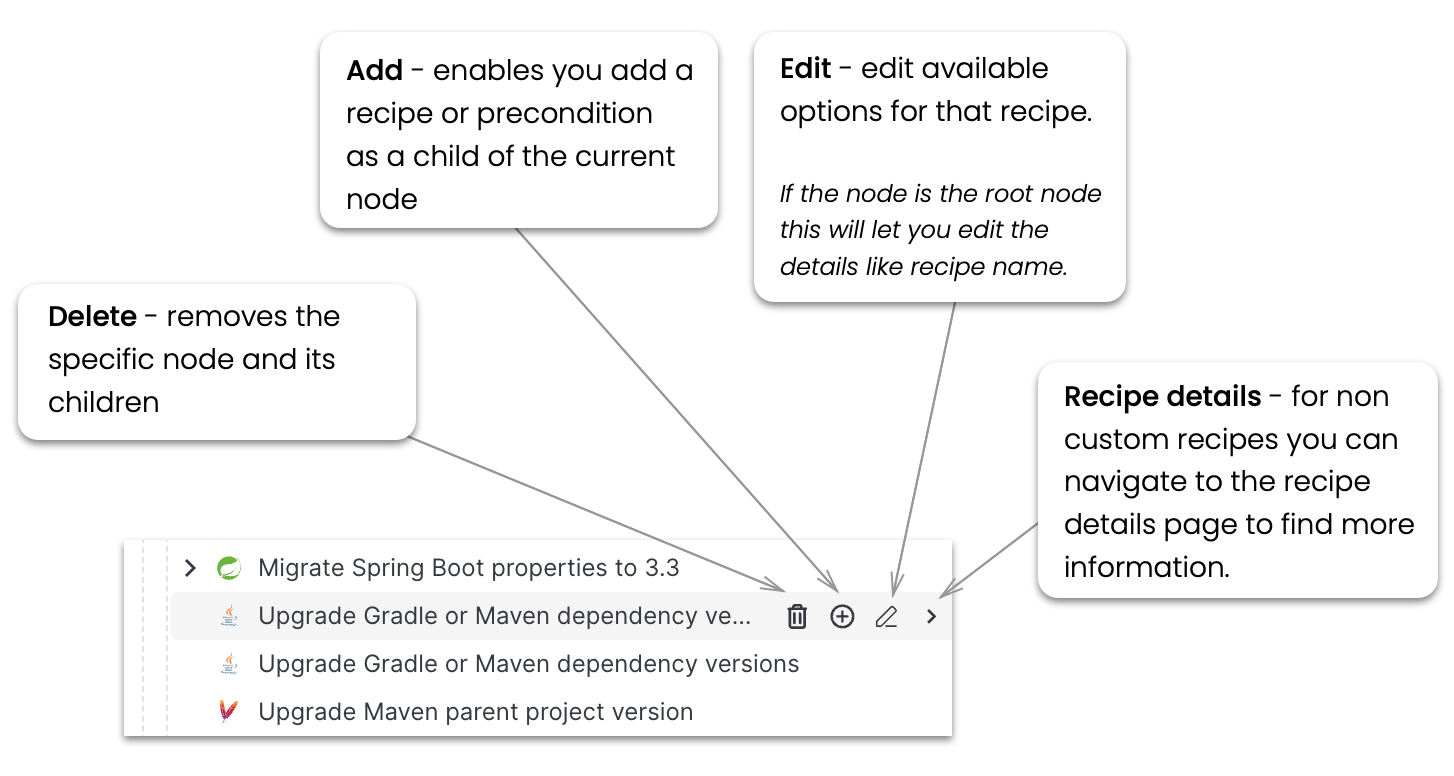 Add - enables you add a
recipe or precondition
as a child of the current
node
Edit - edit available
options for that recipe.
If the node is the root node
this will let you edit the
details like recipe name.
Delete - removes the
specific node and its
children
Recipe details - for non
custom recipes you can
navigate to the recipe
details page to find more
information.
Migrate Spring Boot properties to 3.3
Upgrade Gradle or Maven dependency ve...
Upgrade Gradle or Maven dependency versions
Upgrade Maven parent project version